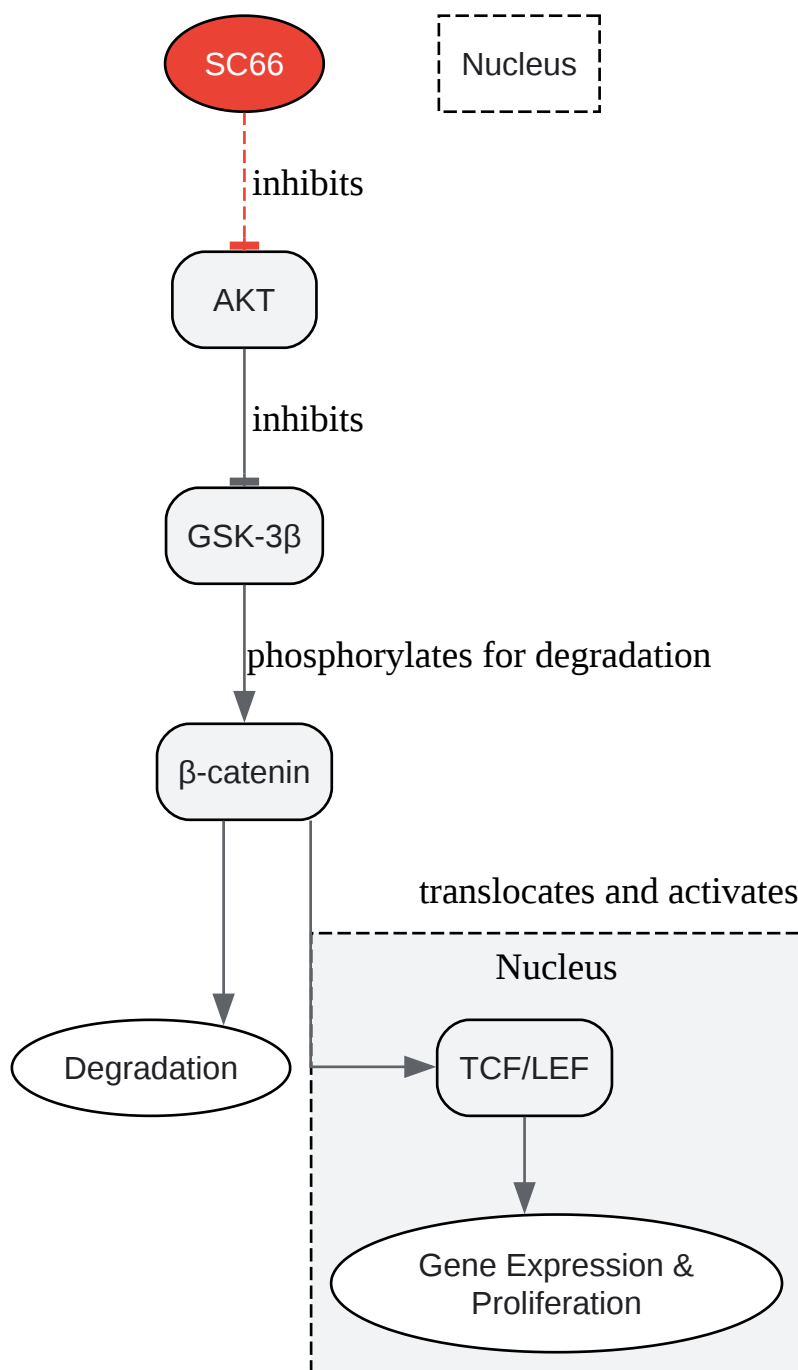 SC66
Nucleus
inhibits
AKT
inhibits
GSK-3β
phosphorylates for degradation
β-catenin
translocates and activates
Nucleus
Degradation
TCF/LEF
Gene Expression &
Proliferation